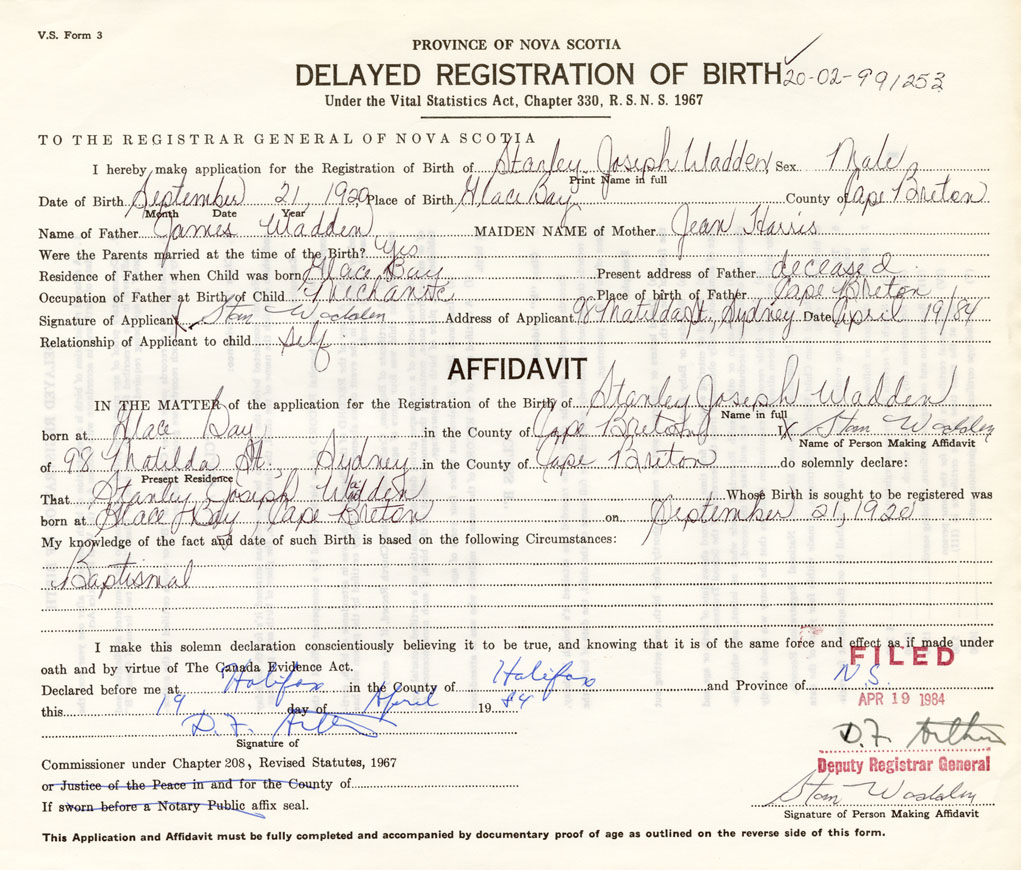 V.S. Form 3
PROVINCE OF NOVA SCOTIA
DELAYED REGISTRATION OF BIRTH 20-02-99/253
Under the Vital Statistics Act, Chapter 330, R.S.N.S. 1967
TO THE REGISTRAR GENERAL OF NOVA SCOTIA
I hereby make application for the Registration of Birth of Stanley Joseph Wadden Sex Male
Print Name in full
Date of Birth September 21, 1920 Place of Birth Glace Bay County of Cape Breton
Month Date Year
Name of Father James Wadden MAIDEN NAME of Mother Jean Harris
Were the Parents married at the time of the Birth? Yes
Residence of Father when Child was born Glace Bay Present address of Father deceased
Occupation of Father at Birth of Child Mechanic Place of birth of Father Cape Breton
Signature of Applicant X Stan Wadden Address of Applicant 98 Matilda St., Sydney Date April 19/84
Relationship of Applicant to child Self
AFFIDAVIT
IN THE MATTER of the application for the Registration of the Birth of Stanley Joseph Wadden
Name in full
born at Glace Bay in the County of Cape Breton I X Stan Wadden
Name of Person Making Affidavit
of 98 Matilda St. Sydney in the County of Cape Breton do solemnly declare:
Present Residence
That Stanley Joseph Wadden Whose Birth is sought to be registered was
born at Glace Bay, Cape Breton on September 21, 1920
My knowledge of the fact and date of such Birth is based on the following Circumstances:
Baptismal
I make this solemn declaration conscientiously believing it to be true, and knowing that it is of the same force and effect as if made under
oath and by virtue of The Canada Evidence Act.
FILED
Declared before me at Halifax in the County of Halifax and Province of N.S.
APR 19 1984
this 19 day of April 19 84
D.F. Arthur
Signature of
D.F. Arthur
Deputy Registrar General
Commissioner under Chapter 208, Revised Statutes, 1967
or Justice of the Peace in and for the County of
If sworn before a Notary Public affix seal.
Stan Wadden
Signature of Person Making Affidavit
This Application and Affidavit must be fully completed and accompanied by documentary proof of age as outlined on the reverse side of this form.